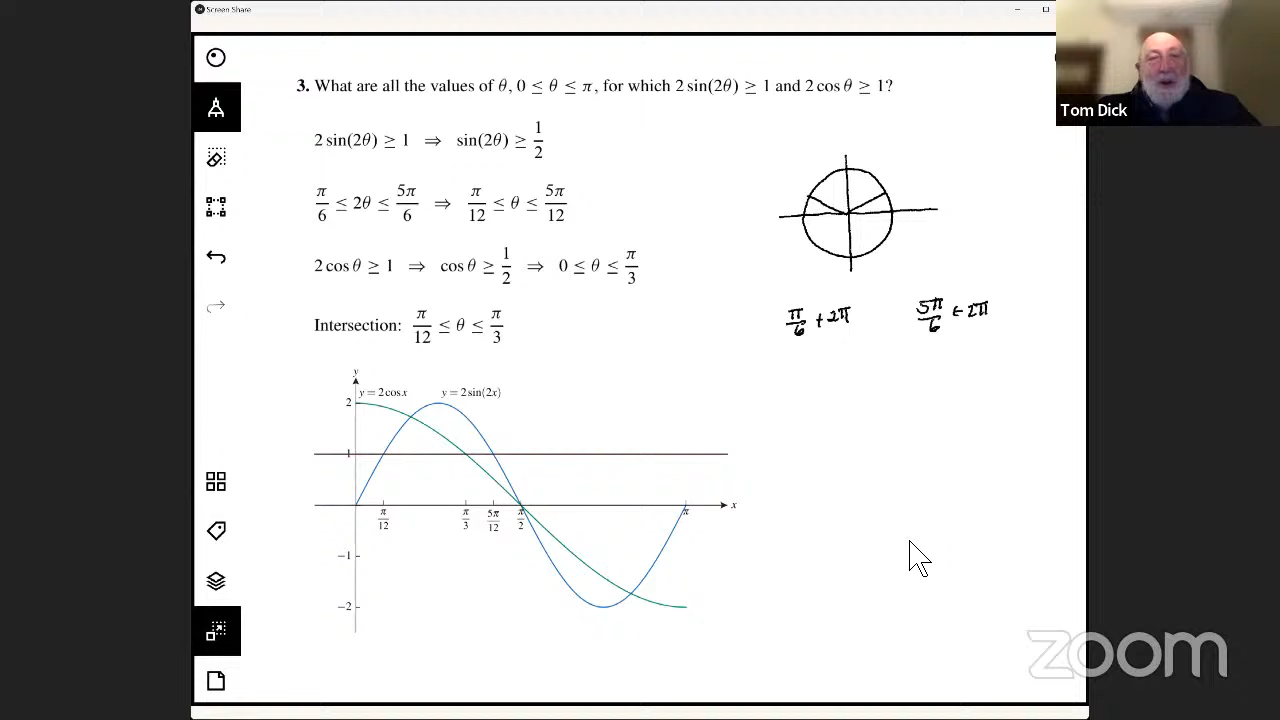 Screen Share
Tom Dick
3. What are all the values of θ, 0 ≤ θ ≤ π, for which 2 sin(2θ) ≥ 1 and 2 cos θ ≥ 1?
2 sin(2θ) ≥ 1 ⇒ sin(2θ) ≥ 1/2
π/6 ≤ 2θ ≤ 5π/6 ⇒ π/12 ≤ θ ≤ 5π/12
2 cos θ ≥ 1 ⇒ cos θ ≥ 1/2 ⇒ 0 ≤ θ ≤ π/3
Intersection: π/12 ≤ θ ≤ π/3
π/6 + 2π
5π/6 + 2π
y
y = 2 cos x
y = 2 sin(2x)
2
1
π/12
π/3
5π/12
π/2
π
x
−1
−2
zoom